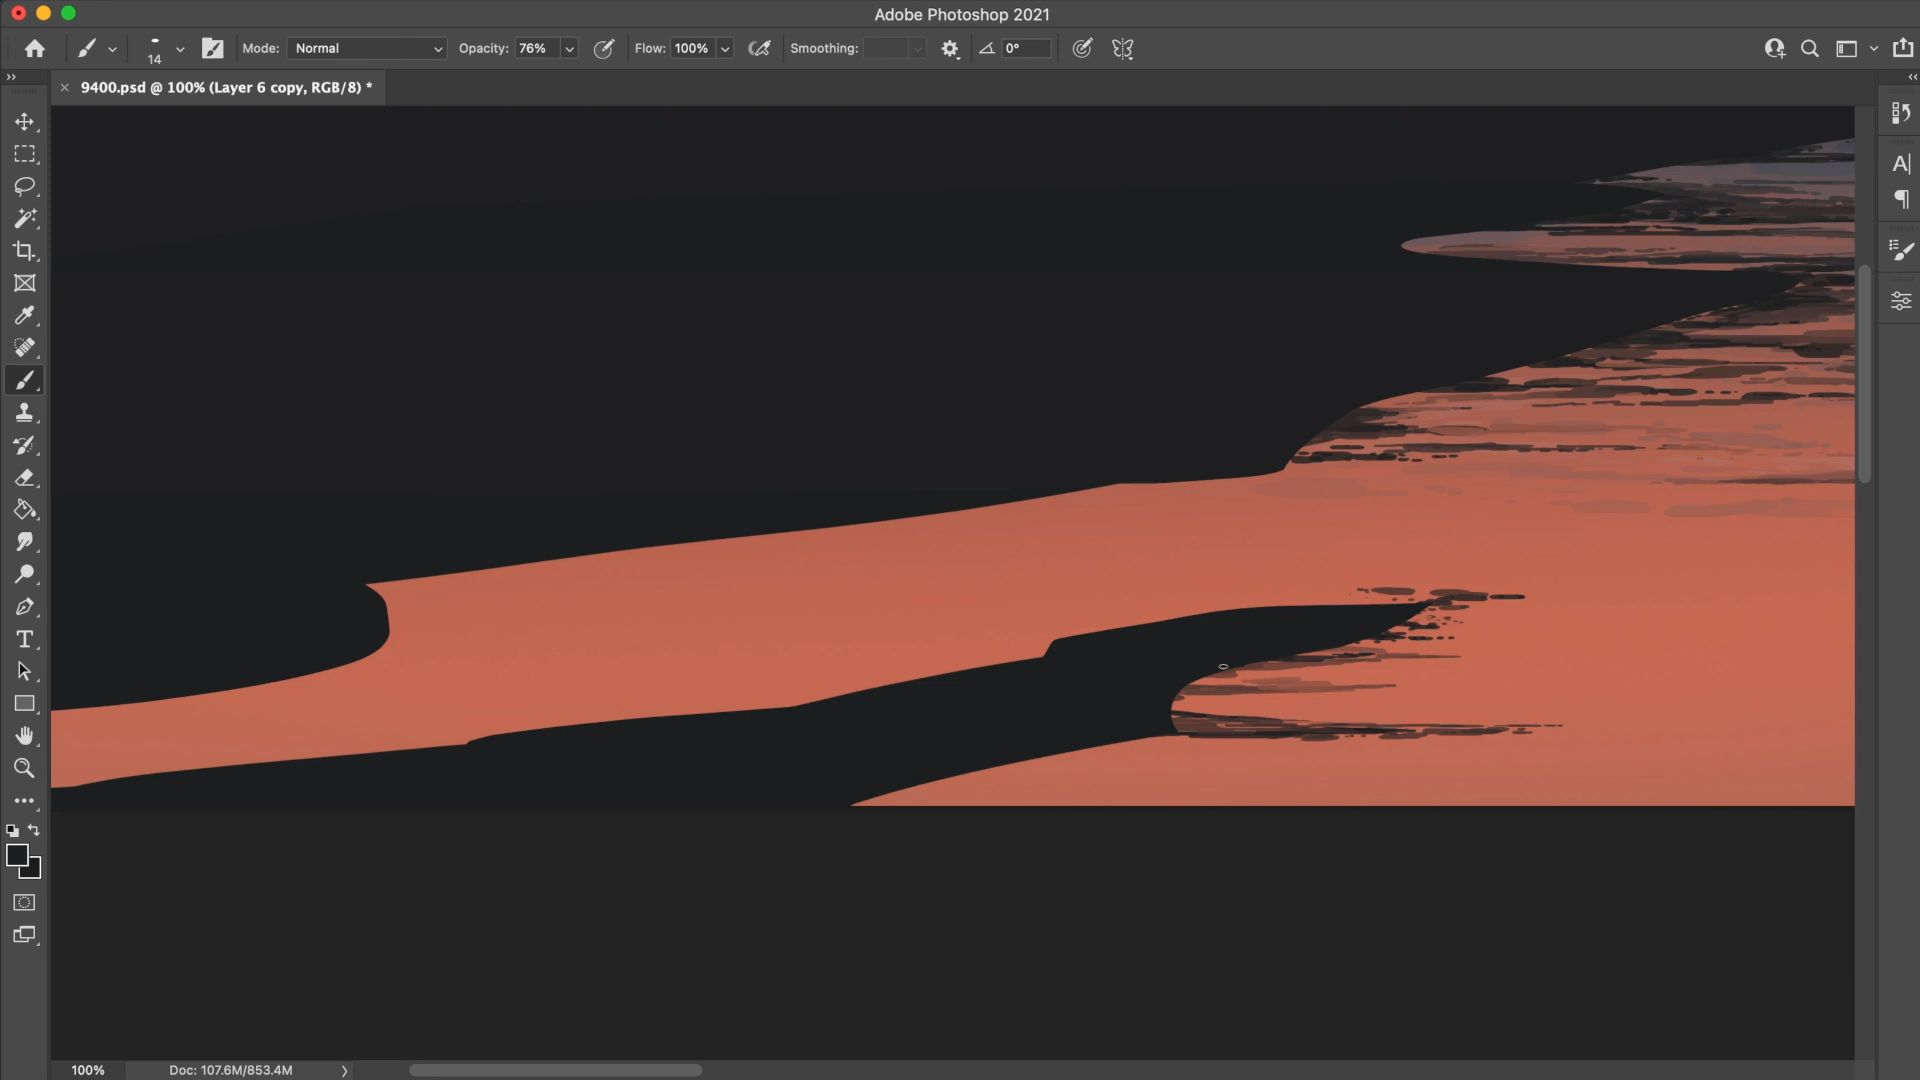 Adobe Photoshop 2021
14 Mode: Normal Opacity: 76% Flow: 100% Smoothing: 0°
9400.psd @ 100% (Layer 6 copy, RGB/8) *
100% Doc: 107.6M/853.4M